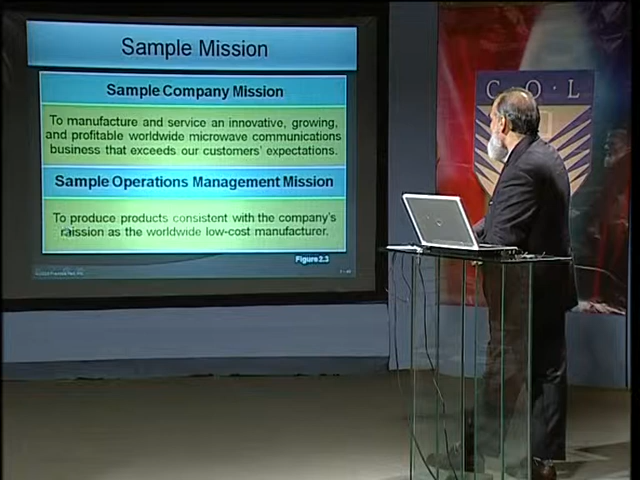 Sample Mission
Sample Company Mission
To manufacture and service an innovative, growing,
and profitable worldwide microwave communications
business that exceeds our customers' expectations.
Sample Operations Management Mission
To produce products consistent with the company's
mission as the worldwide low-cost manufacturer.
Figure 2.3
C·O·L